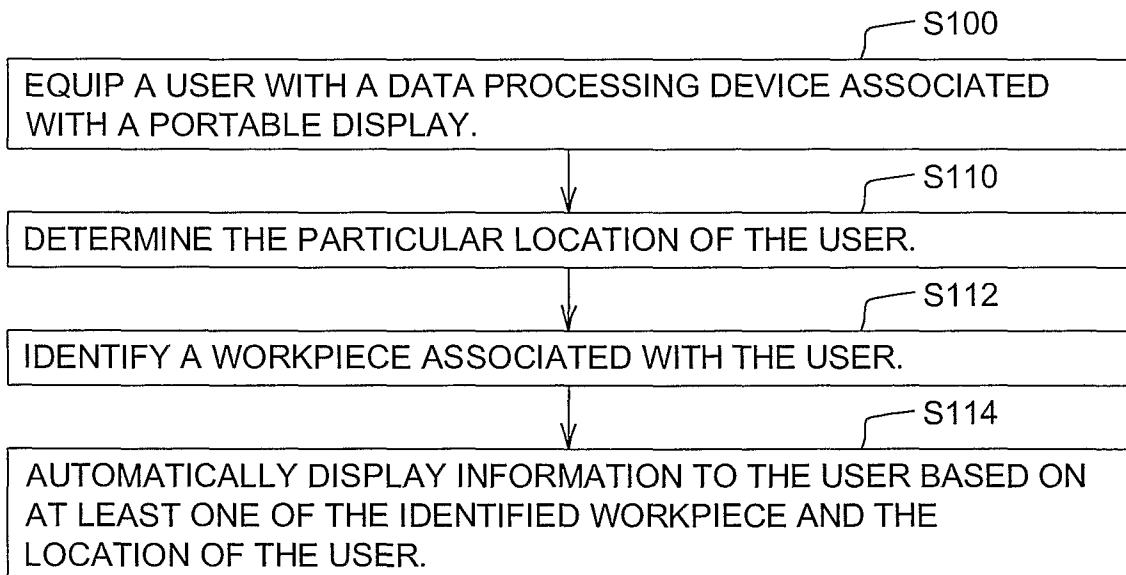 S100
EQUIP A USER WITH A DATA PROCESSING DEVICE ASSOCIATED
WITH A PORTABLE DISPLAY.
S110
DETERMINE THE PARTICULAR LOCATION OF THE USER.
S112
IDENTIFY A WORKPIECE ASSOCIATED WITH THE USER.
S114
AUTOMATICALLY DISPLAY INFORMATION TO THE USER BASED ON
AT LEAST ONE OF THE IDENTIFIED WORKPIECE AND THE
LOCATION OF THE USER.